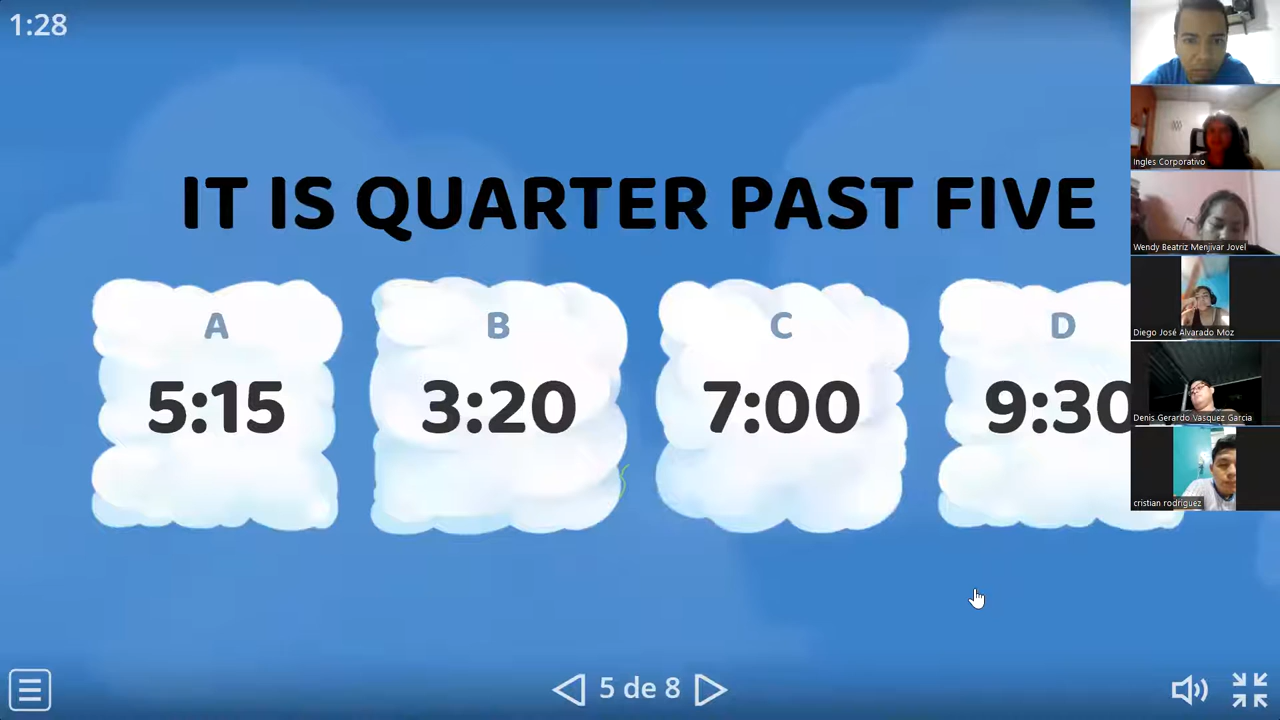 1:28
IT IS QUARTER PAST FIVE
A
5:15
B
3:20
C
7:00
D
9:30
Ingles Corporativo
Wendy Beatriz Menjivar Jovel
Diego José Alvarado Moz
Denis Gerardo Vasquez Garcia
cristian rodriguez
5 de 8